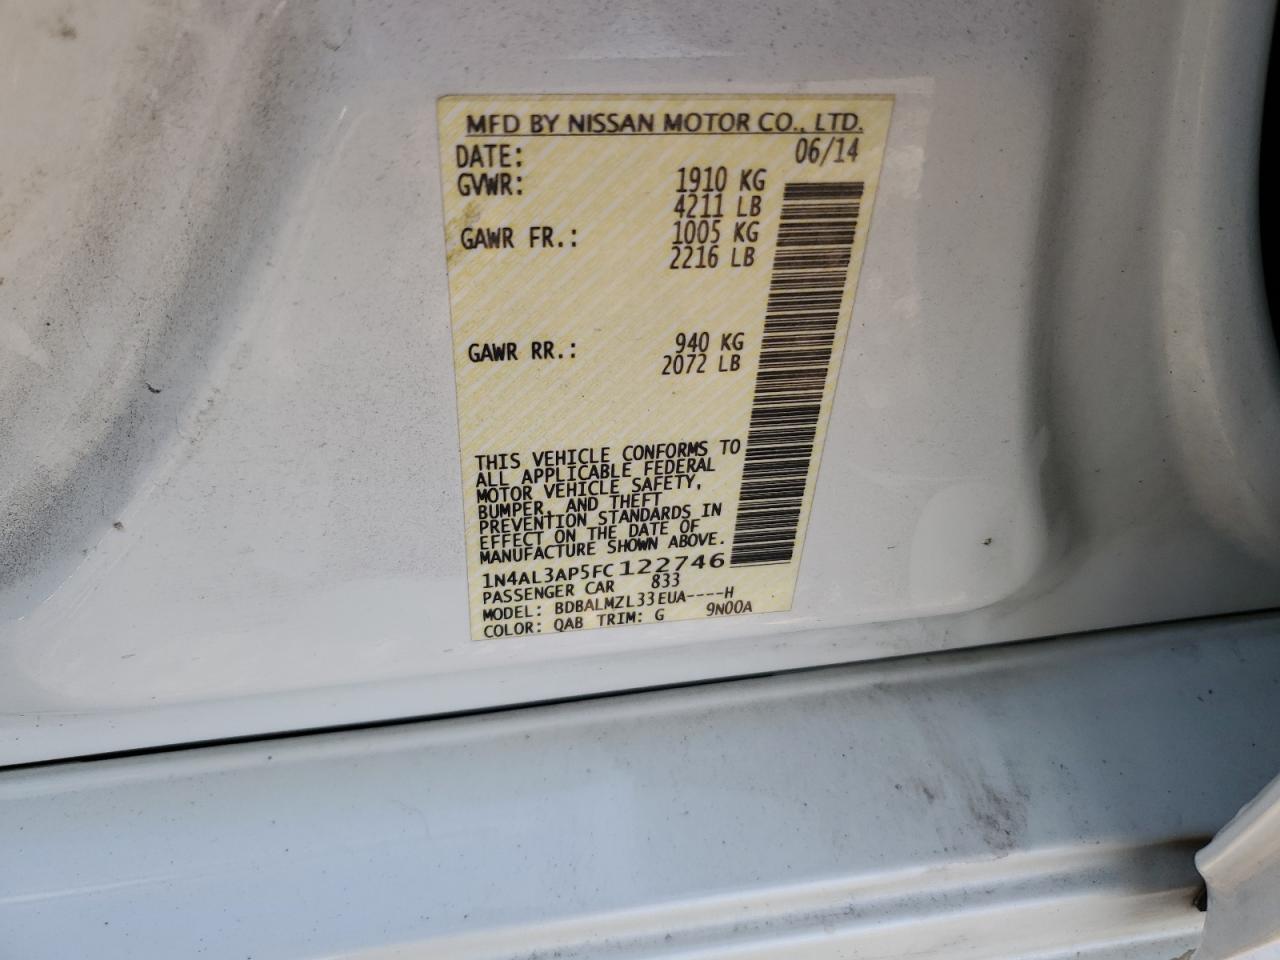 MFD BY NISSAN MOTOR CO., LTD.
DATE: 06/14
GVWR: 1910 KG
4211 LB
GAWR FR.: 1005 KG
2216 LB
GAWR RR.: 940 KG
2072 LB
THIS VEHICLE CONFORMS TO
ALL APPLICABLE FEDERAL
MOTOR VEHICLE SAFETY,
BUMPER, AND THEFT
PREVENTION STANDARDS IN
EFFECT ON THE DATE OF
MANUFACTURE SHOWN ABOVE.
1N4AL3AP5FC122746
PASSENGER CAR 833
MODEL: BDBALMZL33EUA----H
COLOR: QAB TRIM: G 9N00A